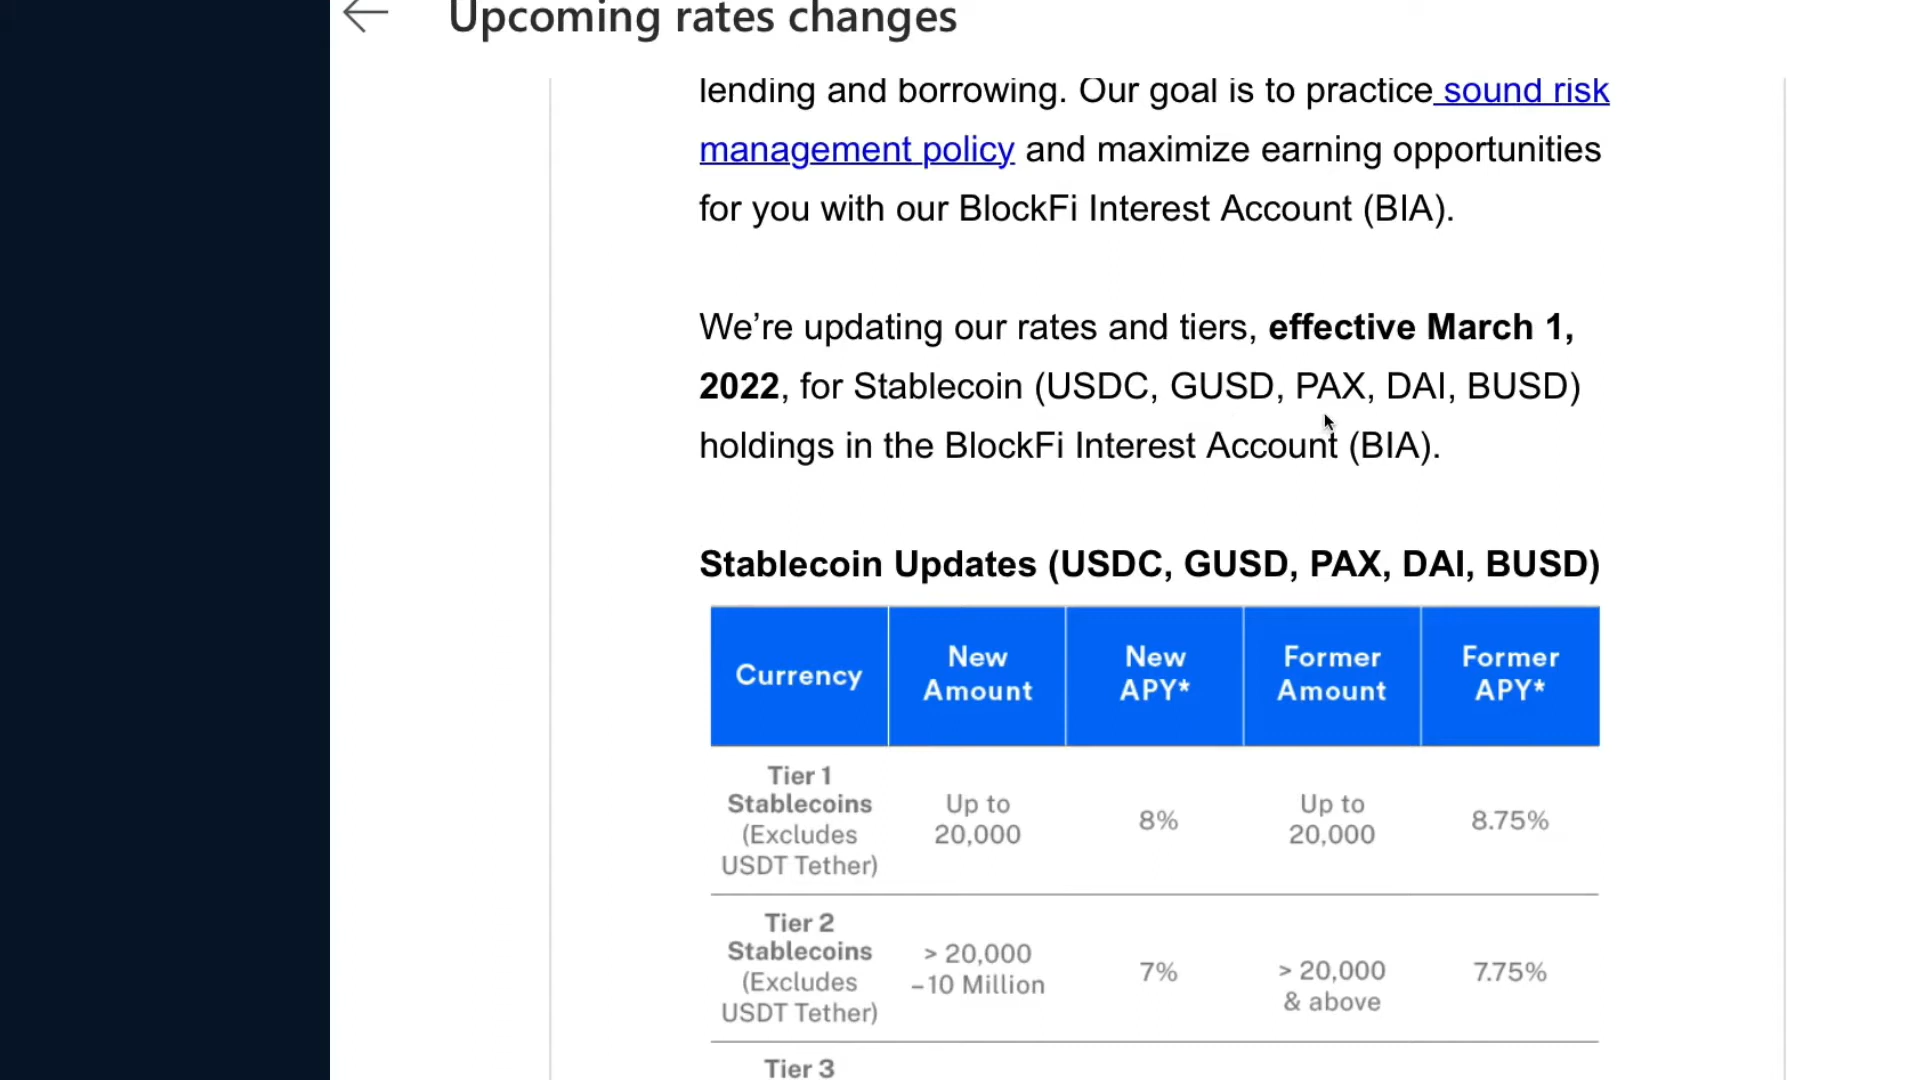 Upcoming rates changes
lending and borrowing. Our goal is to practice sound risk
management policy and maximize earning opportunities
for you with our BlockFi Interest Account (BIA).
We’re updating our rates and tiers, effective March 1,
2022, for Stablecoin (USDC, GUSD, PAX, DAI, BUSD)
holdings in the BlockFi Interest Account (BIA).
Stablecoin Updates (USDC, GUSD, PAX, DAI, BUSD)
Currency
New
Amount
New
APY*
Former
Amount
Former
APY*
Tier 1
Stablecoins
(Excludes
USDT Tether)
Up to
20,000
8%
Up to
20,000
8.75%
Tier 2
Stablecoins
(Excludes
USDT Tether)
> 20,000
–10 Million
7%
> 20,000
& above
7.75%
Tier 3